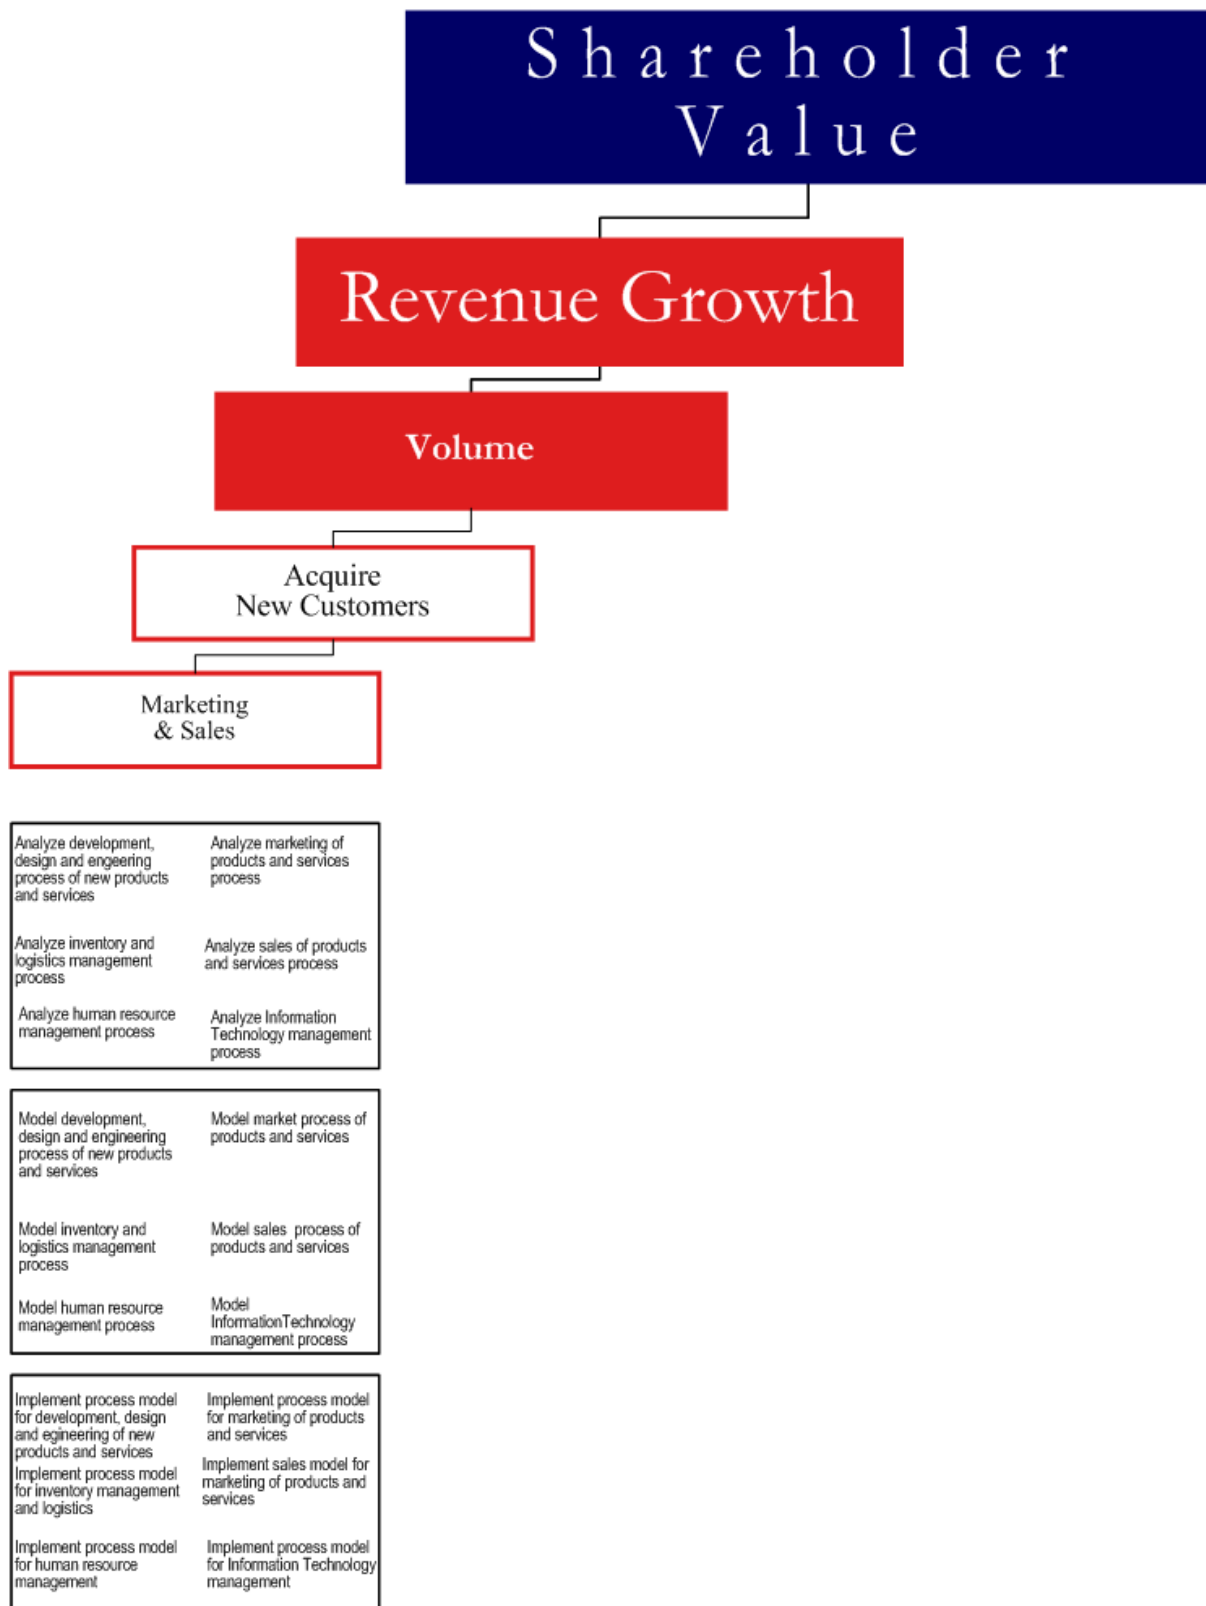 Shareholder
Value
Revenue Growth
Volume
Acquire
New Customers
Marketing
& Sales
Analyze development,
design and engeering
process of new products
and services
Analyze marketing of
products and services
process
Analyze inventory and
logistics management
process
Analyze sales of products
and services process
Analyze human resource
management process
Analyze Information
Technology management
process
Model development,
design and engineering
process of new products
and services
Model market process of
products and services
Model inventory and
logistics management
process
Model sales process of
products and services
Model human resource
management process
Model
InformationTechnology
management process
Implement process model
for development, design
and egineering of new
products and services
Implement process model
for marketing of products
and services
Implement process model
for inventory management
and logistics
Implement sales model for
marketing of products and
services
Implement process model
for human resource
management
Implement process model
for Information Technology
management